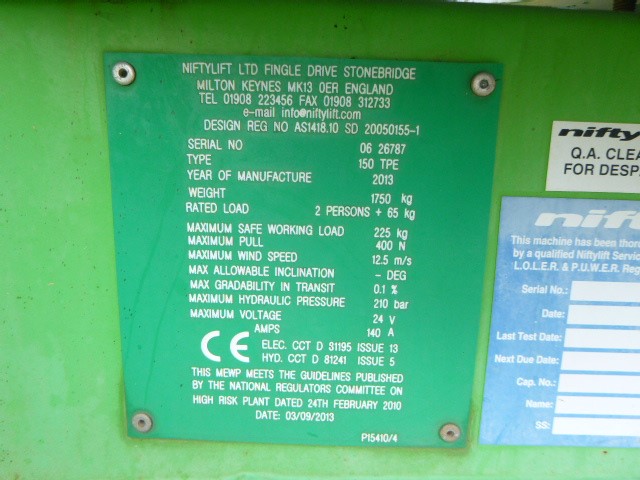 NIFTYLIFT LTD FINGLE DRIVE STONEBRIDGE
MILTON KEYNES MK13 0ER ENGLAND
TEL 01908 223456 FAX 01908 312733
e-mail info@niftylift.com
DESIGN REG NO AS1418.10 SD 20050155-1
SERIAL NO 06 26787
TYPE 150 TPE
YEAR OF MANUFACTURE 2013
WEIGHT 1750 kg
RATED LOAD 2 PERSONS + 65 kg
MAXIMUM SAFE WORKING LOAD 225 kg
MAXIMUM PULL 400 N
MAXIMUM WIND SPEED 12.5 m/s
MAX ALLOWABLE INCLINATION - DEG
MAX GRADABILITY IN TRANSIT 0.1 %
MAXIMUM HYDRAULIC PRESSURE 210 bar
MAXIMUM VOLTAGE 24 V
AMPS 140 A
CE
ELEC. CCT D 31195 ISSUE 13
HYD. CCT D 81241 ISSUE 5
THIS MEWP MEETS THE GUIDELINES PUBLISHED
BY THE NATIONAL REGULATORS COMMITTEE ON
HIGH RISK PLANT DATED 24TH FEBRUARY 2010
DATE: 03/09/2013
P15410/4
nifty
Q.A. CLEA
FOR DESP
nift
This machine has been thor
by a qualified Niftylift Servic
L.O.L.E.R. & P.U.W.E.R. Re
Serial No.:
Date:
Last Test Date:
Next Due Date:
Cap. No.:
Name:
SS: